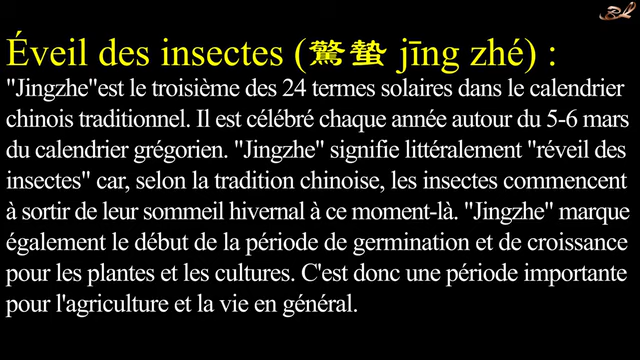 Éveil des insectes (驚蟄 jīng zhé) :
"Jingzhe"est le troisième des 24 termes solaires dans le calendrier
chinois traditionnel. Il est célébré chaque année autour du 5-6 mars
du calendrier grégorien. "Jingzhe" signifie littéralement "réveil des
insectes" car, selon la tradition chinoise, les insectes commencent
à sortir de leur sommeil hivernal à ce moment-là. "Jingzhe" marque
également le début de la période de germination et de croissance
pour les plantes et les cultures. C'est donc une période importante
pour l'agriculture et la vie en général.